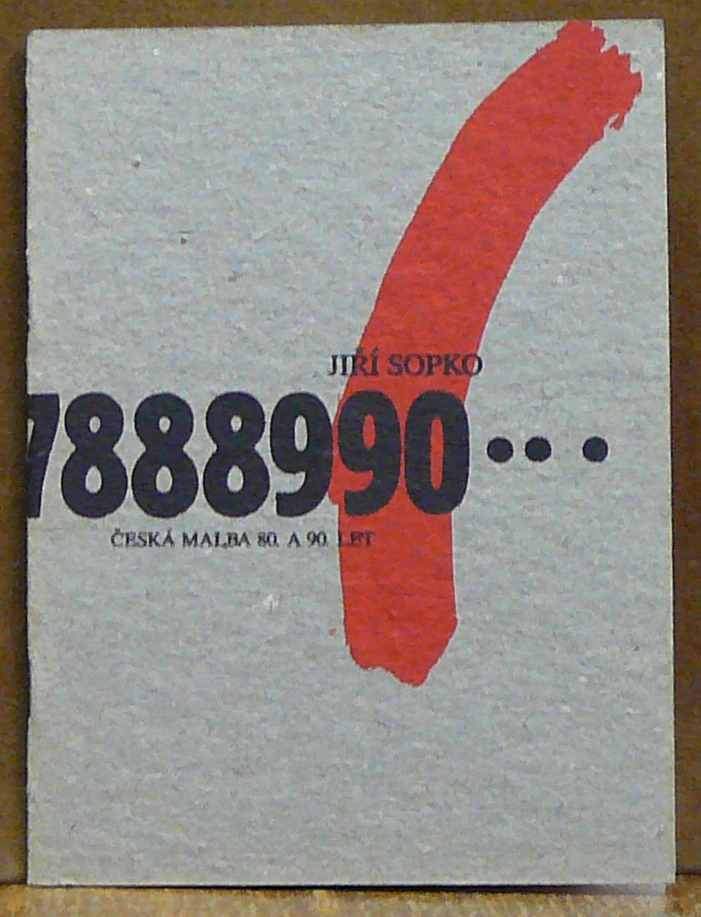 JIŘÍ SOPKO
7888990•• •
ČESKÁ MALBA 80. A 90. LET